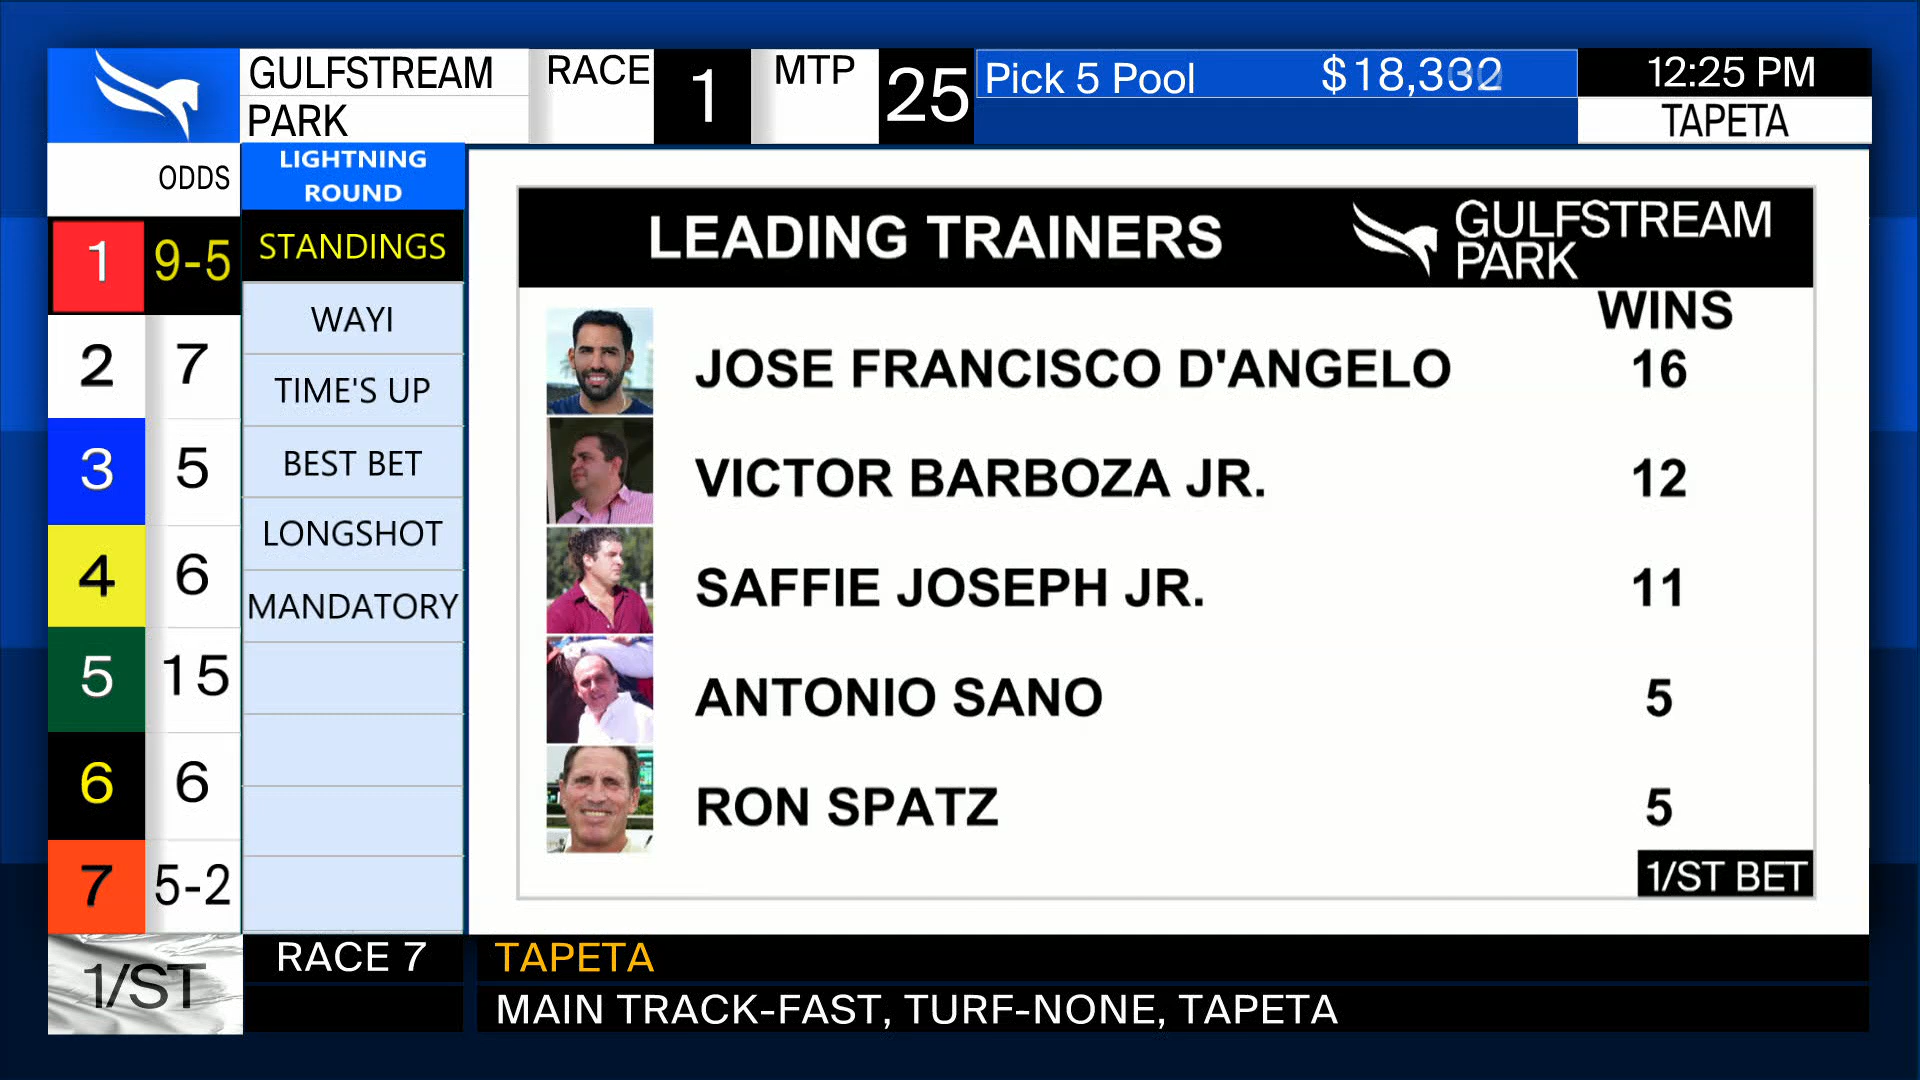 GULFSTREAM
PARK
RACE
1
MTP
25
Pick 5 Pool
12:25 PM
TAPETA
ODDS
1 9-5
2 7
3 5
4 6
5 15
6 6
7 5-2
1/ST
LIGHTNING
ROUND
STANDINGS
WAYI
TIME'S UP
BEST BET
LONGSHOT
MANDATORY
LEADING TRAINERS
GULFSTREAM
PARK
WINS
JOSE FRANCISCO D'ANGELO 16
VICTOR BARBOZA JR. 12
SAFFIE JOSEPH JR. 11
ANTONIO SANO 5
RON SPATZ 5
1/ST BET
RACE 7
TAPETA
MAIN TRACK-FAST, TURF-NONE, TAPETA